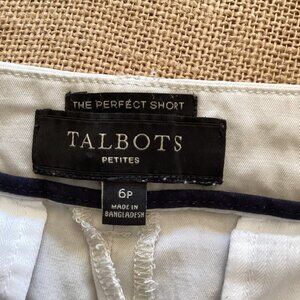 THE PERFECT SHORT
TALBOTS
PETITES
6P
MADE IN
BANGLADESH